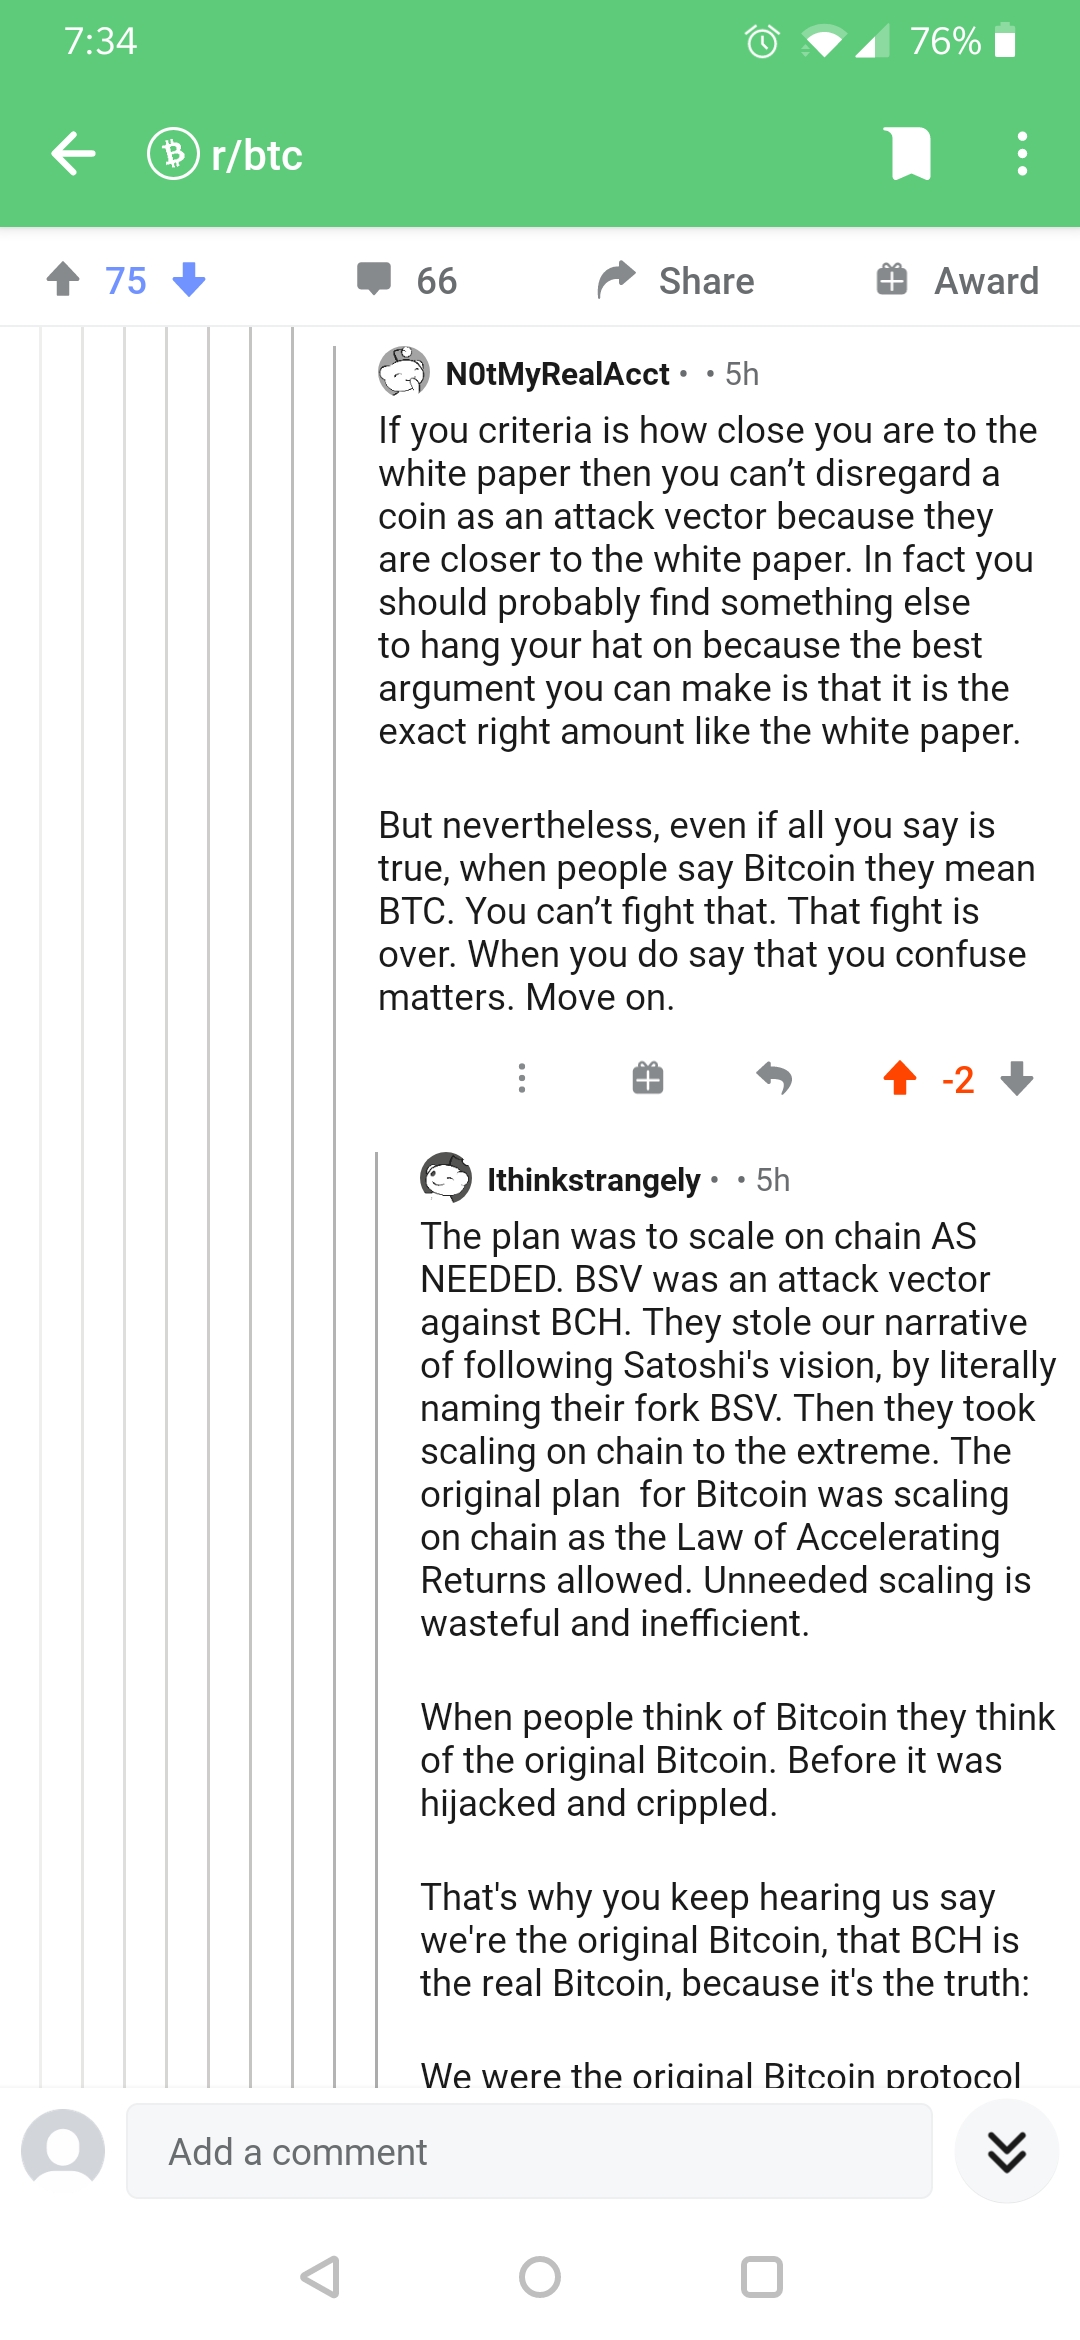 7:34
76%
r/btc
75
66
Share
Award
N0tMyRealAcct • • 5h
If you criteria is how close you are to the
white paper then you can’t disregard a
coin as an attack vector because they
are closer to the white paper. In fact you
should probably find something else
to hang your hat on because the best
argument you can make is that it is the
exact right amount like the white paper.
But nevertheless, even if all you say is
true, when people say Bitcoin they mean
BTC. You can’t fight that. That fight is
over. When you do say that you confuse
matters. Move on.
-2
Ithinkstrangely • • 5h
The plan was to scale on chain AS
NEEDED. BSV was an attack vector
against BCH. They stole our narrative
of following Satoshi's vision, by literally
naming their fork BSV. Then they took
scaling on chain to the extreme. The
original plan  for Bitcoin was scaling
on chain as the Law of Accelerating
Returns allowed. Unneeded scaling is
wasteful and inefficient.
When people think of Bitcoin they think
of the original Bitcoin. Before it was
hijacked and crippled.
That's why you keep hearing us say
we're the original Bitcoin, that BCH is
the real Bitcoin, because it's the truth:
We were the original Bitcoin protocol
Add a comment